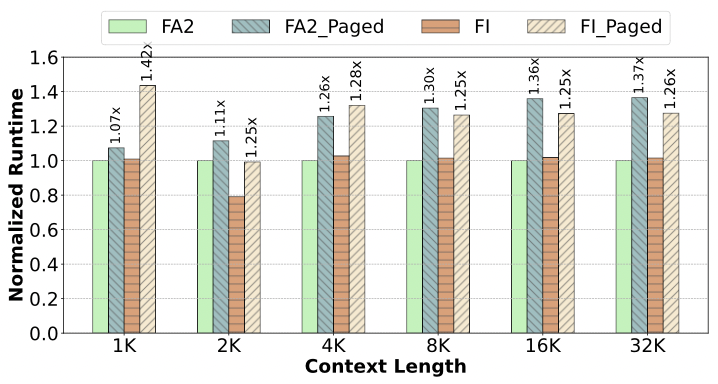 FA2 FA2_Paged FI FI_Paged
Normalized Runtime
1.6
1.4
1.2
1.0
0.8
0.6
0.4
0.2
0.0
1.07x
1.42x
1.11x
1.25x
1.26x
1.28x
1.30x
1.25x
1.36x
1.25x
1.37x
1.26x
1K 2K 4K 8K 16K 32K
Context Length